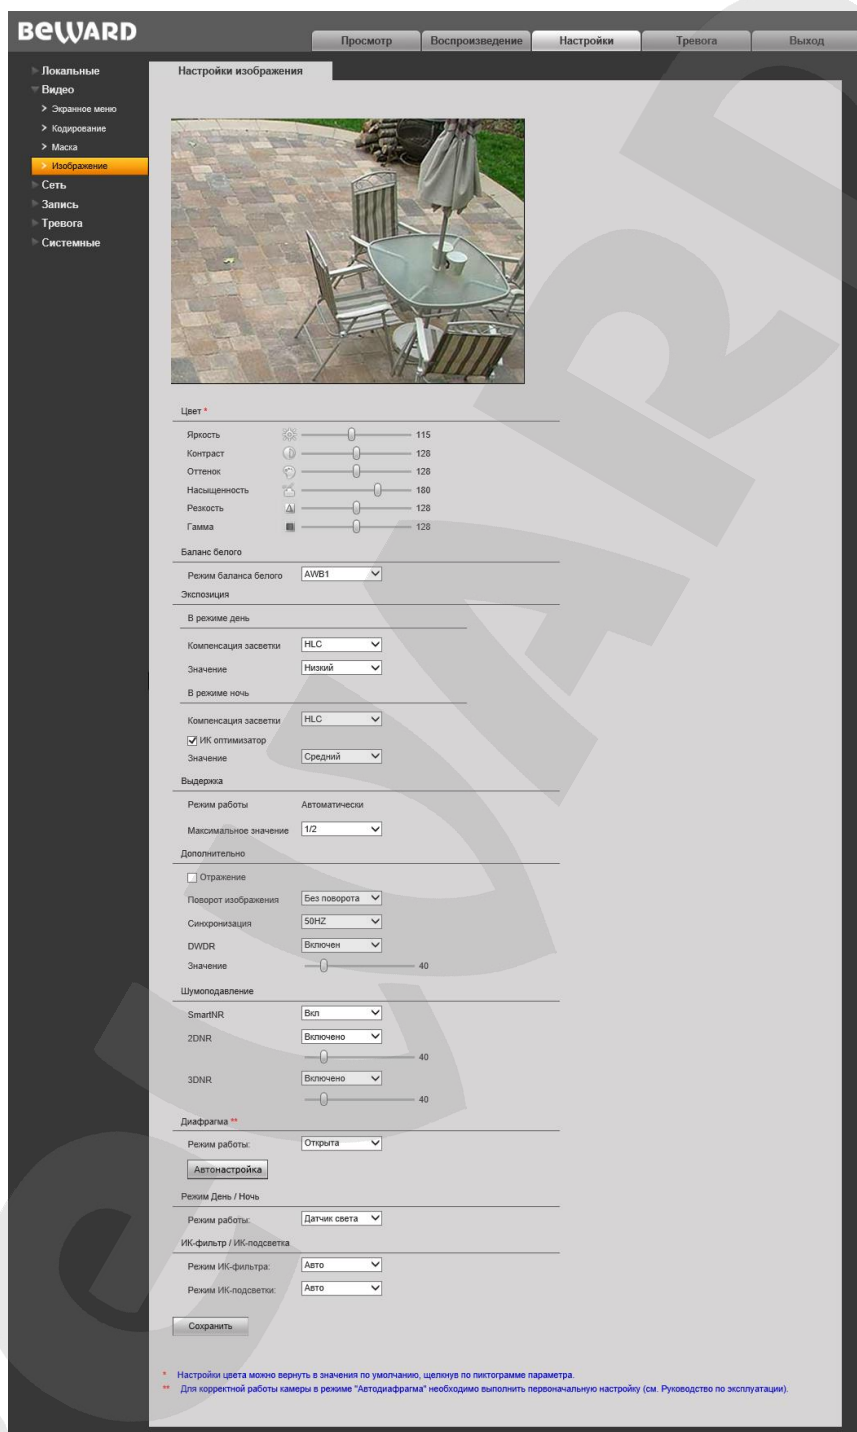 BEWARD
Просмотр Воспроизведение Настройки Тревога Выход
Локальные
Видео
> Экранное меню
> Кодирование
> Маска
> Изображение
Сеть
Запись
Тревога
Системные
Настройки изображения
Цвет *
Яркость 115
Контраст 128
Оттенок 128
Насыщенность 180
Резкость 128
Гамма 128
Баланс белого
Режим баланса белого AWB1
Экспозиция
В режиме день
Компенсация засветки HLC
Значение Низкий
В режиме ночь
Компенсация засветки HLC
ИК оптимизатор
Значение Средний
Выдержка
Режим работы Автоматически
Максимальное значение 1/2
Дополнительно
Отражение
Поворот изображения Без поворота
Синхронизация 50HZ
DWDR Включен
Значение 40
Шумоподавление
SmartNR Вкл
2DNR Включено
40
3DNR Включено
40
Диафрагма **
Режим работы: Открыта
Автонастройка
Режим День / Ночь
Режим работы: Датчик света
ИК-фильтр / ИК-подсветка
Режим ИК-фильтра: Авто
Режим ИК-подсветки: Авто
Сохранить
* Настройки цвета можно вернуть в значения по умолчанию, щелкнув по пиктограмме параметра.
** Для корректной работы камеры в режиме "Автодиафрагма" необходимо выполнить первоначальную настройку (см. Руководство по эксплуатации).